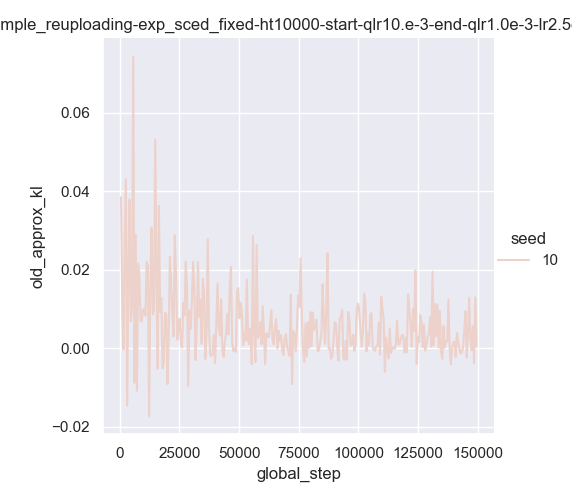 mple_reuploading-exp_sced_fixed-ht10000-start-qlr10.e-3-end-qlr1.0e-3-lr2.5
old_approx_kl
0.06
0.04
0.02
0.00
−0.02
0 25000 50000 75000 100000 125000 150000
global_step
seed
10